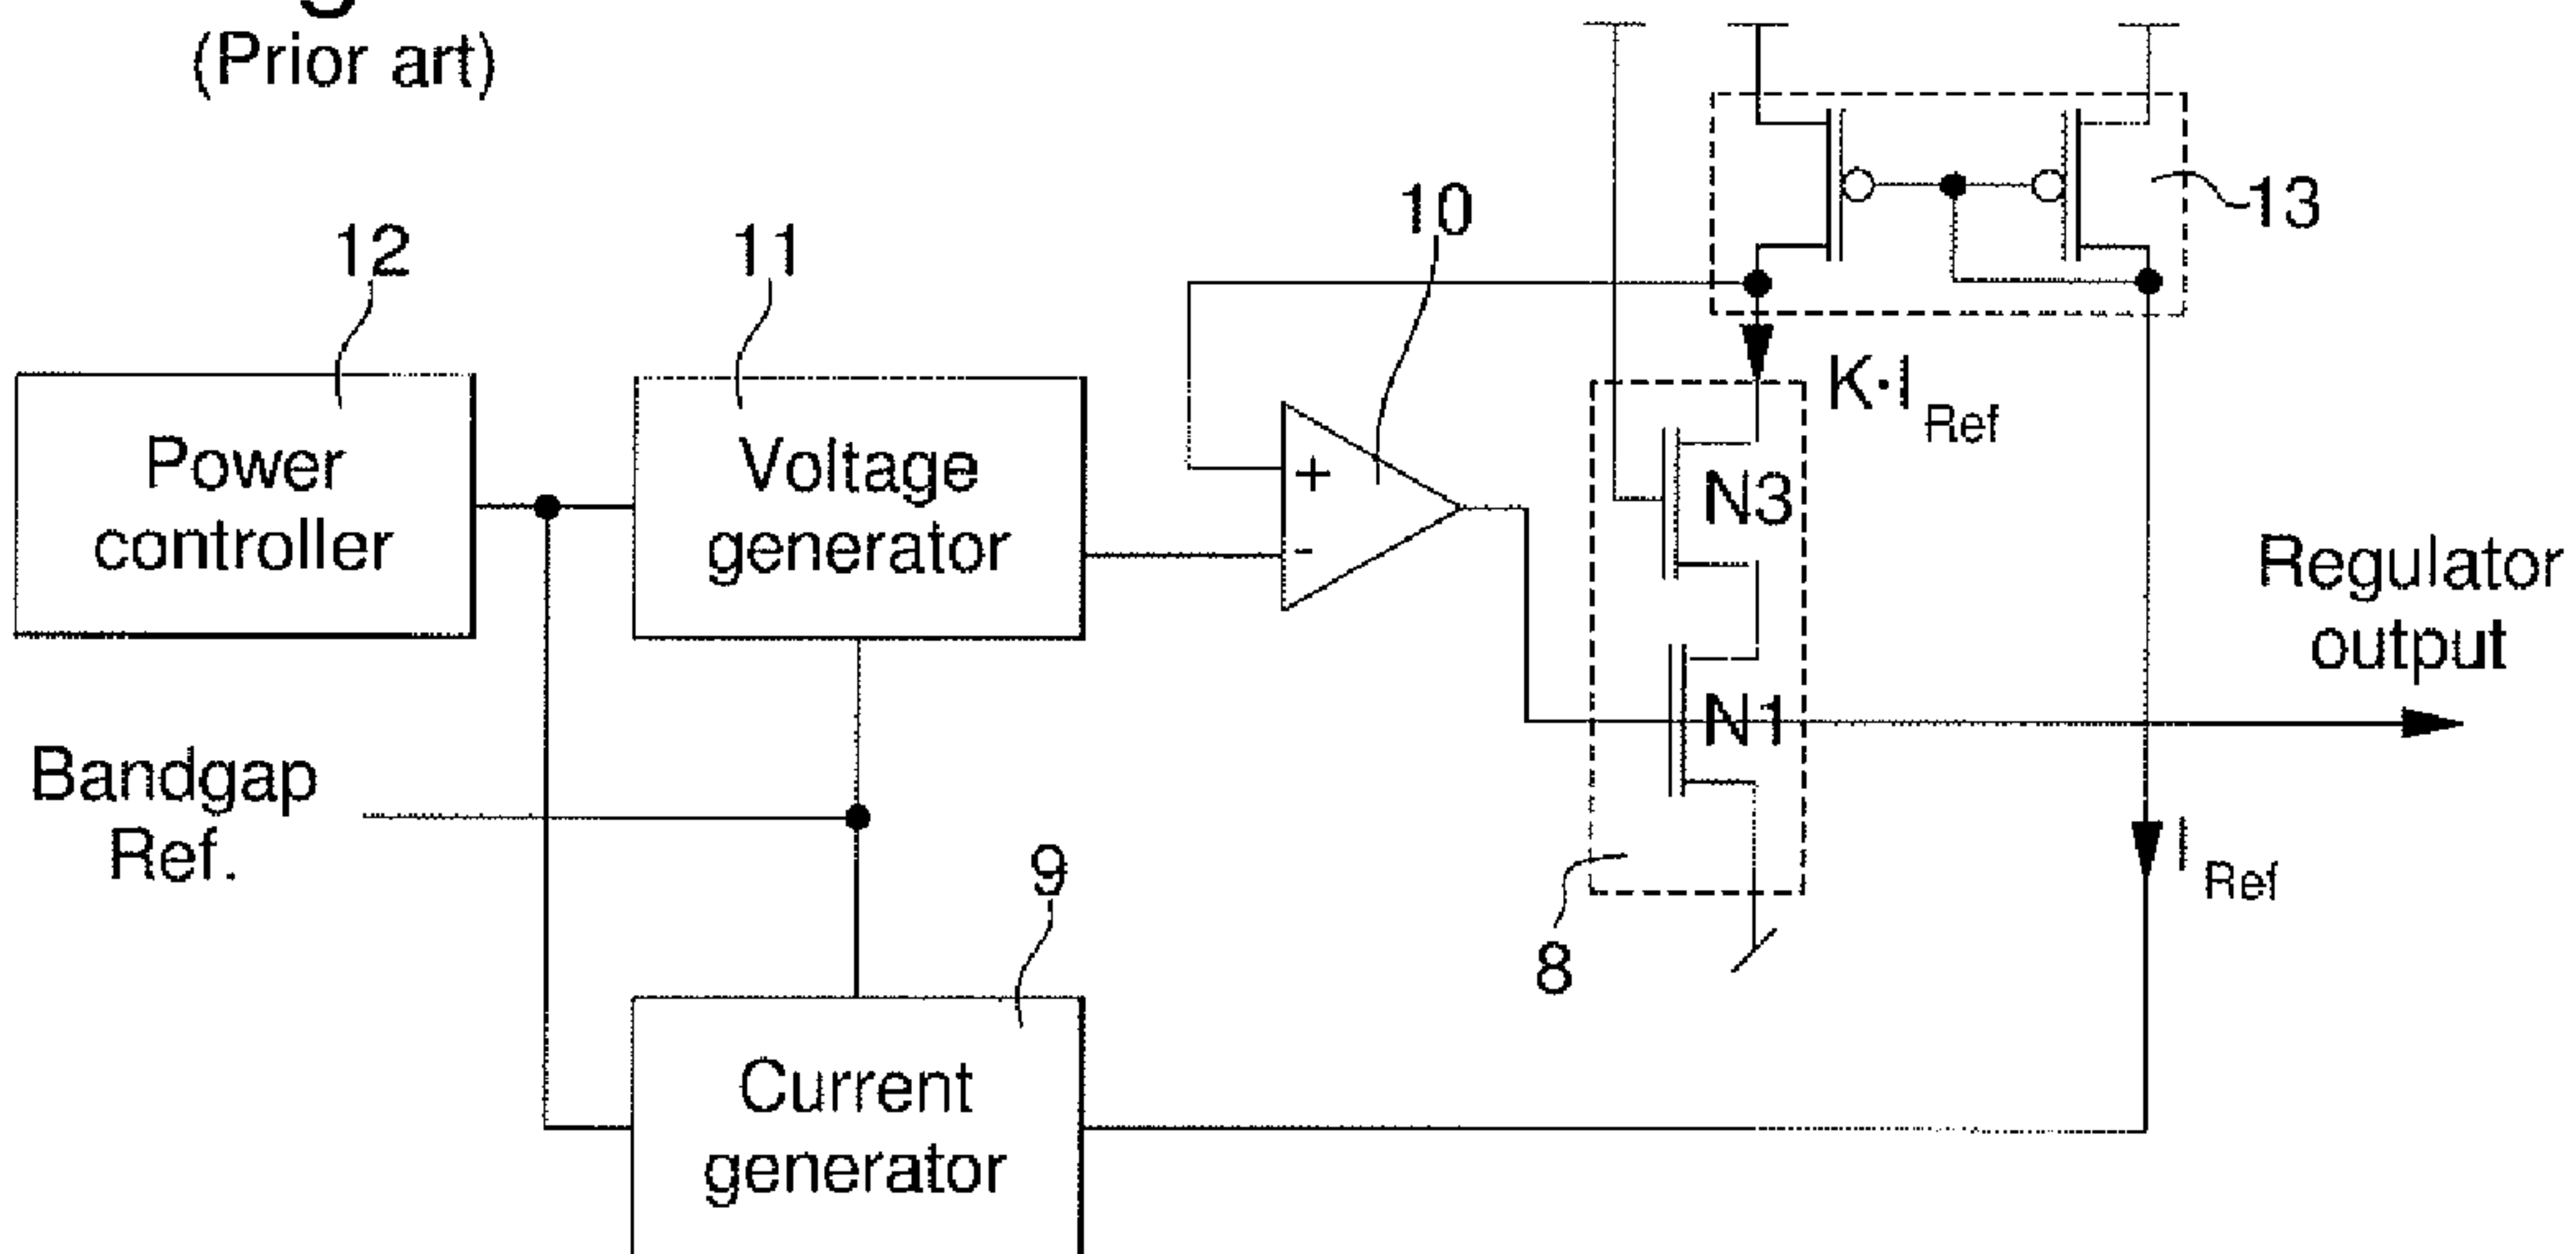 (Prior art)
12
11
10
13
Power
controller
Voltage
generator
+
-
K·I Ref
N3
N1
Regulator
output
Bandgap
Ref.
9
8
I Ref
Current
generator